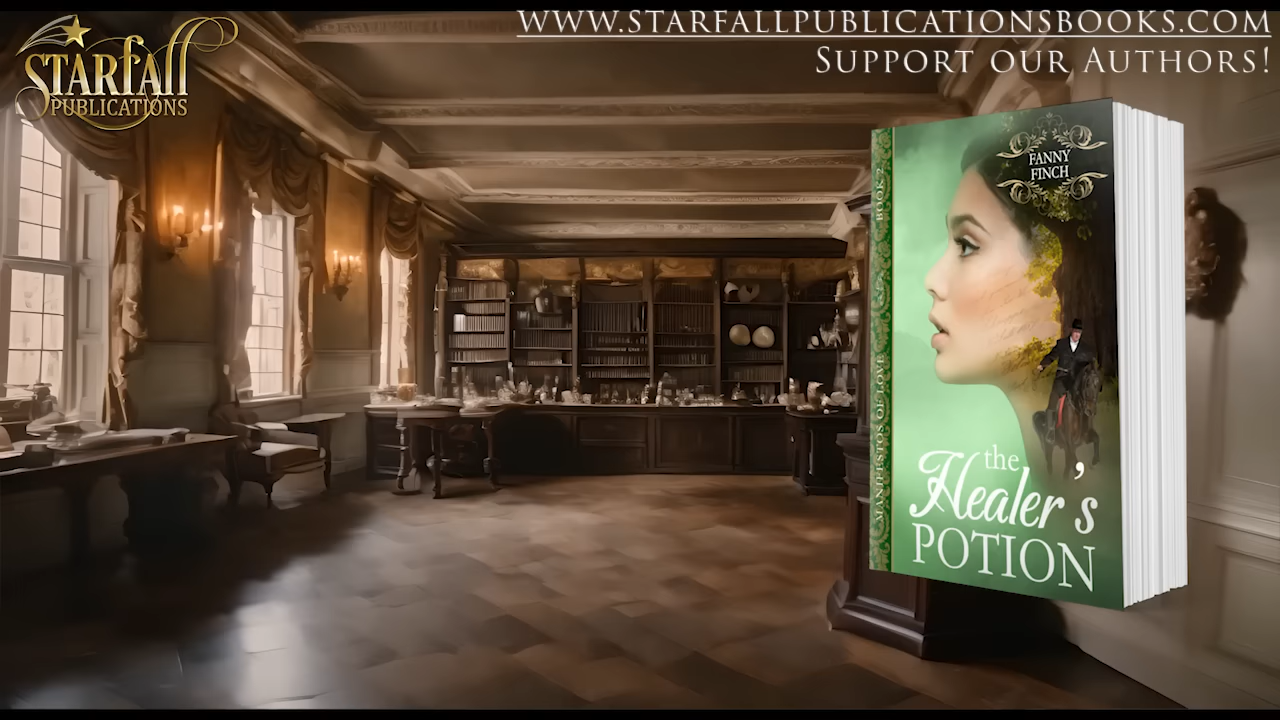 STARfall
PUBLICATIONS
WWW.STARFALLPUBLICATIONSBOOKS.COM
SUPPORT OUR AUTHORS!
FANNY
FINCH
BOOK 2
MANIFESTOS OF LOVE
the
Healer's
POTION